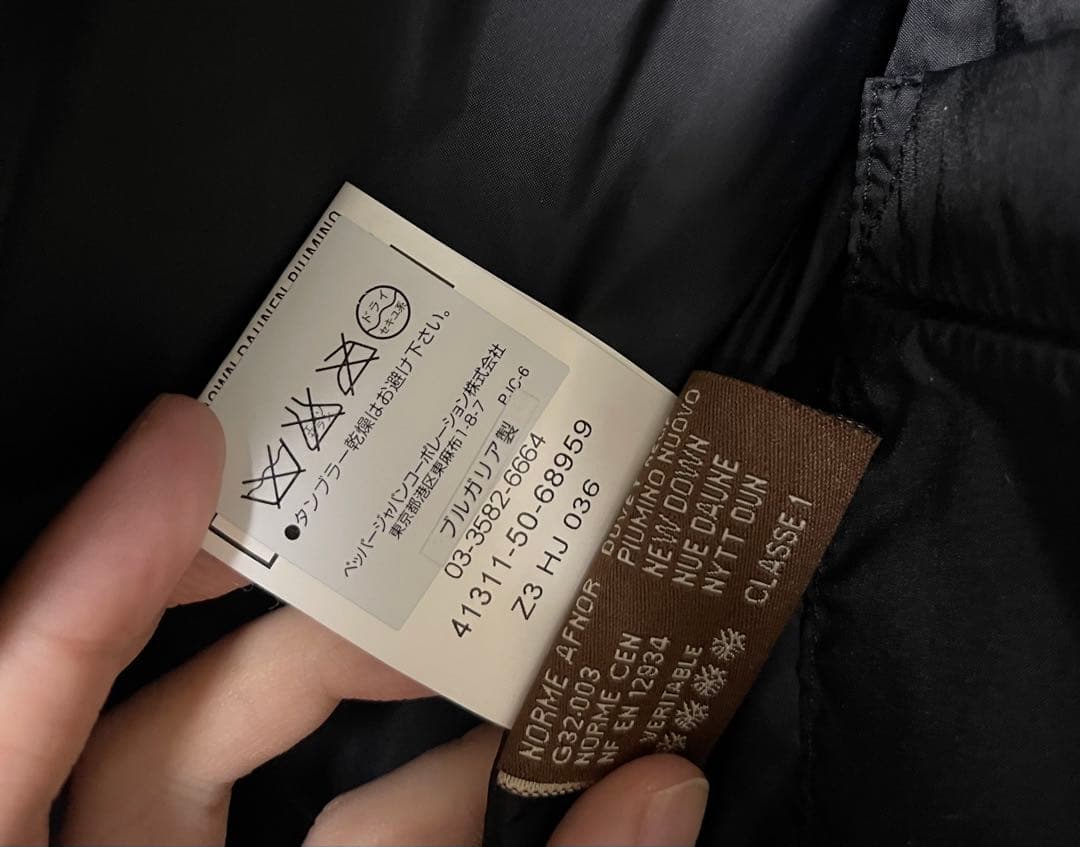 ドライ
セキユ系
●タンブラー乾燥はお避け下さい。
ペッパージャパンコーポレーション株式会社
東京都港区東麻布1-8-7 PJC-6
ブルガリア製
03-3582-6664
41311-50-68959
Z3 HJ 036
PIUMINO NUOVO
NEW DOWN
NUE DAUNE
NYTT DUN
CLASSE 1
NORME AFNOR
G32-003
NORME CEN
NF EN 12934
VERITABLE